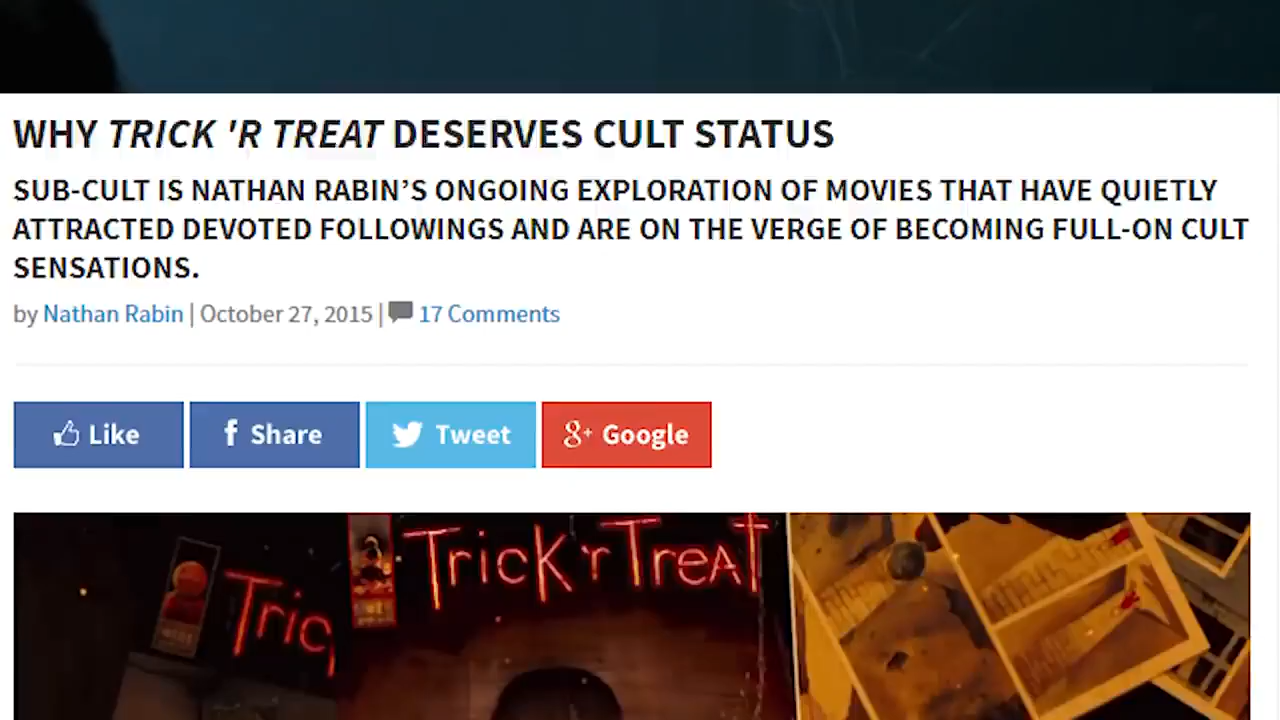 WHY TRICK 'R TREAT DESERVES CULT STATUS
SUB-CULT IS NATHAN RABIN’S ONGOING EXPLORATION OF MOVIES THAT HAVE QUIETLY
ATTRACTED DEVOTED FOLLOWINGS AND ARE ON THE VERGE OF BECOMING FULL-ON CULT
SENSATIONS.
by Nathan Rabin | October 27, 2015 | 17 Comments
Like Share Tweet 8+ Google
Tric Trick 'r Treat